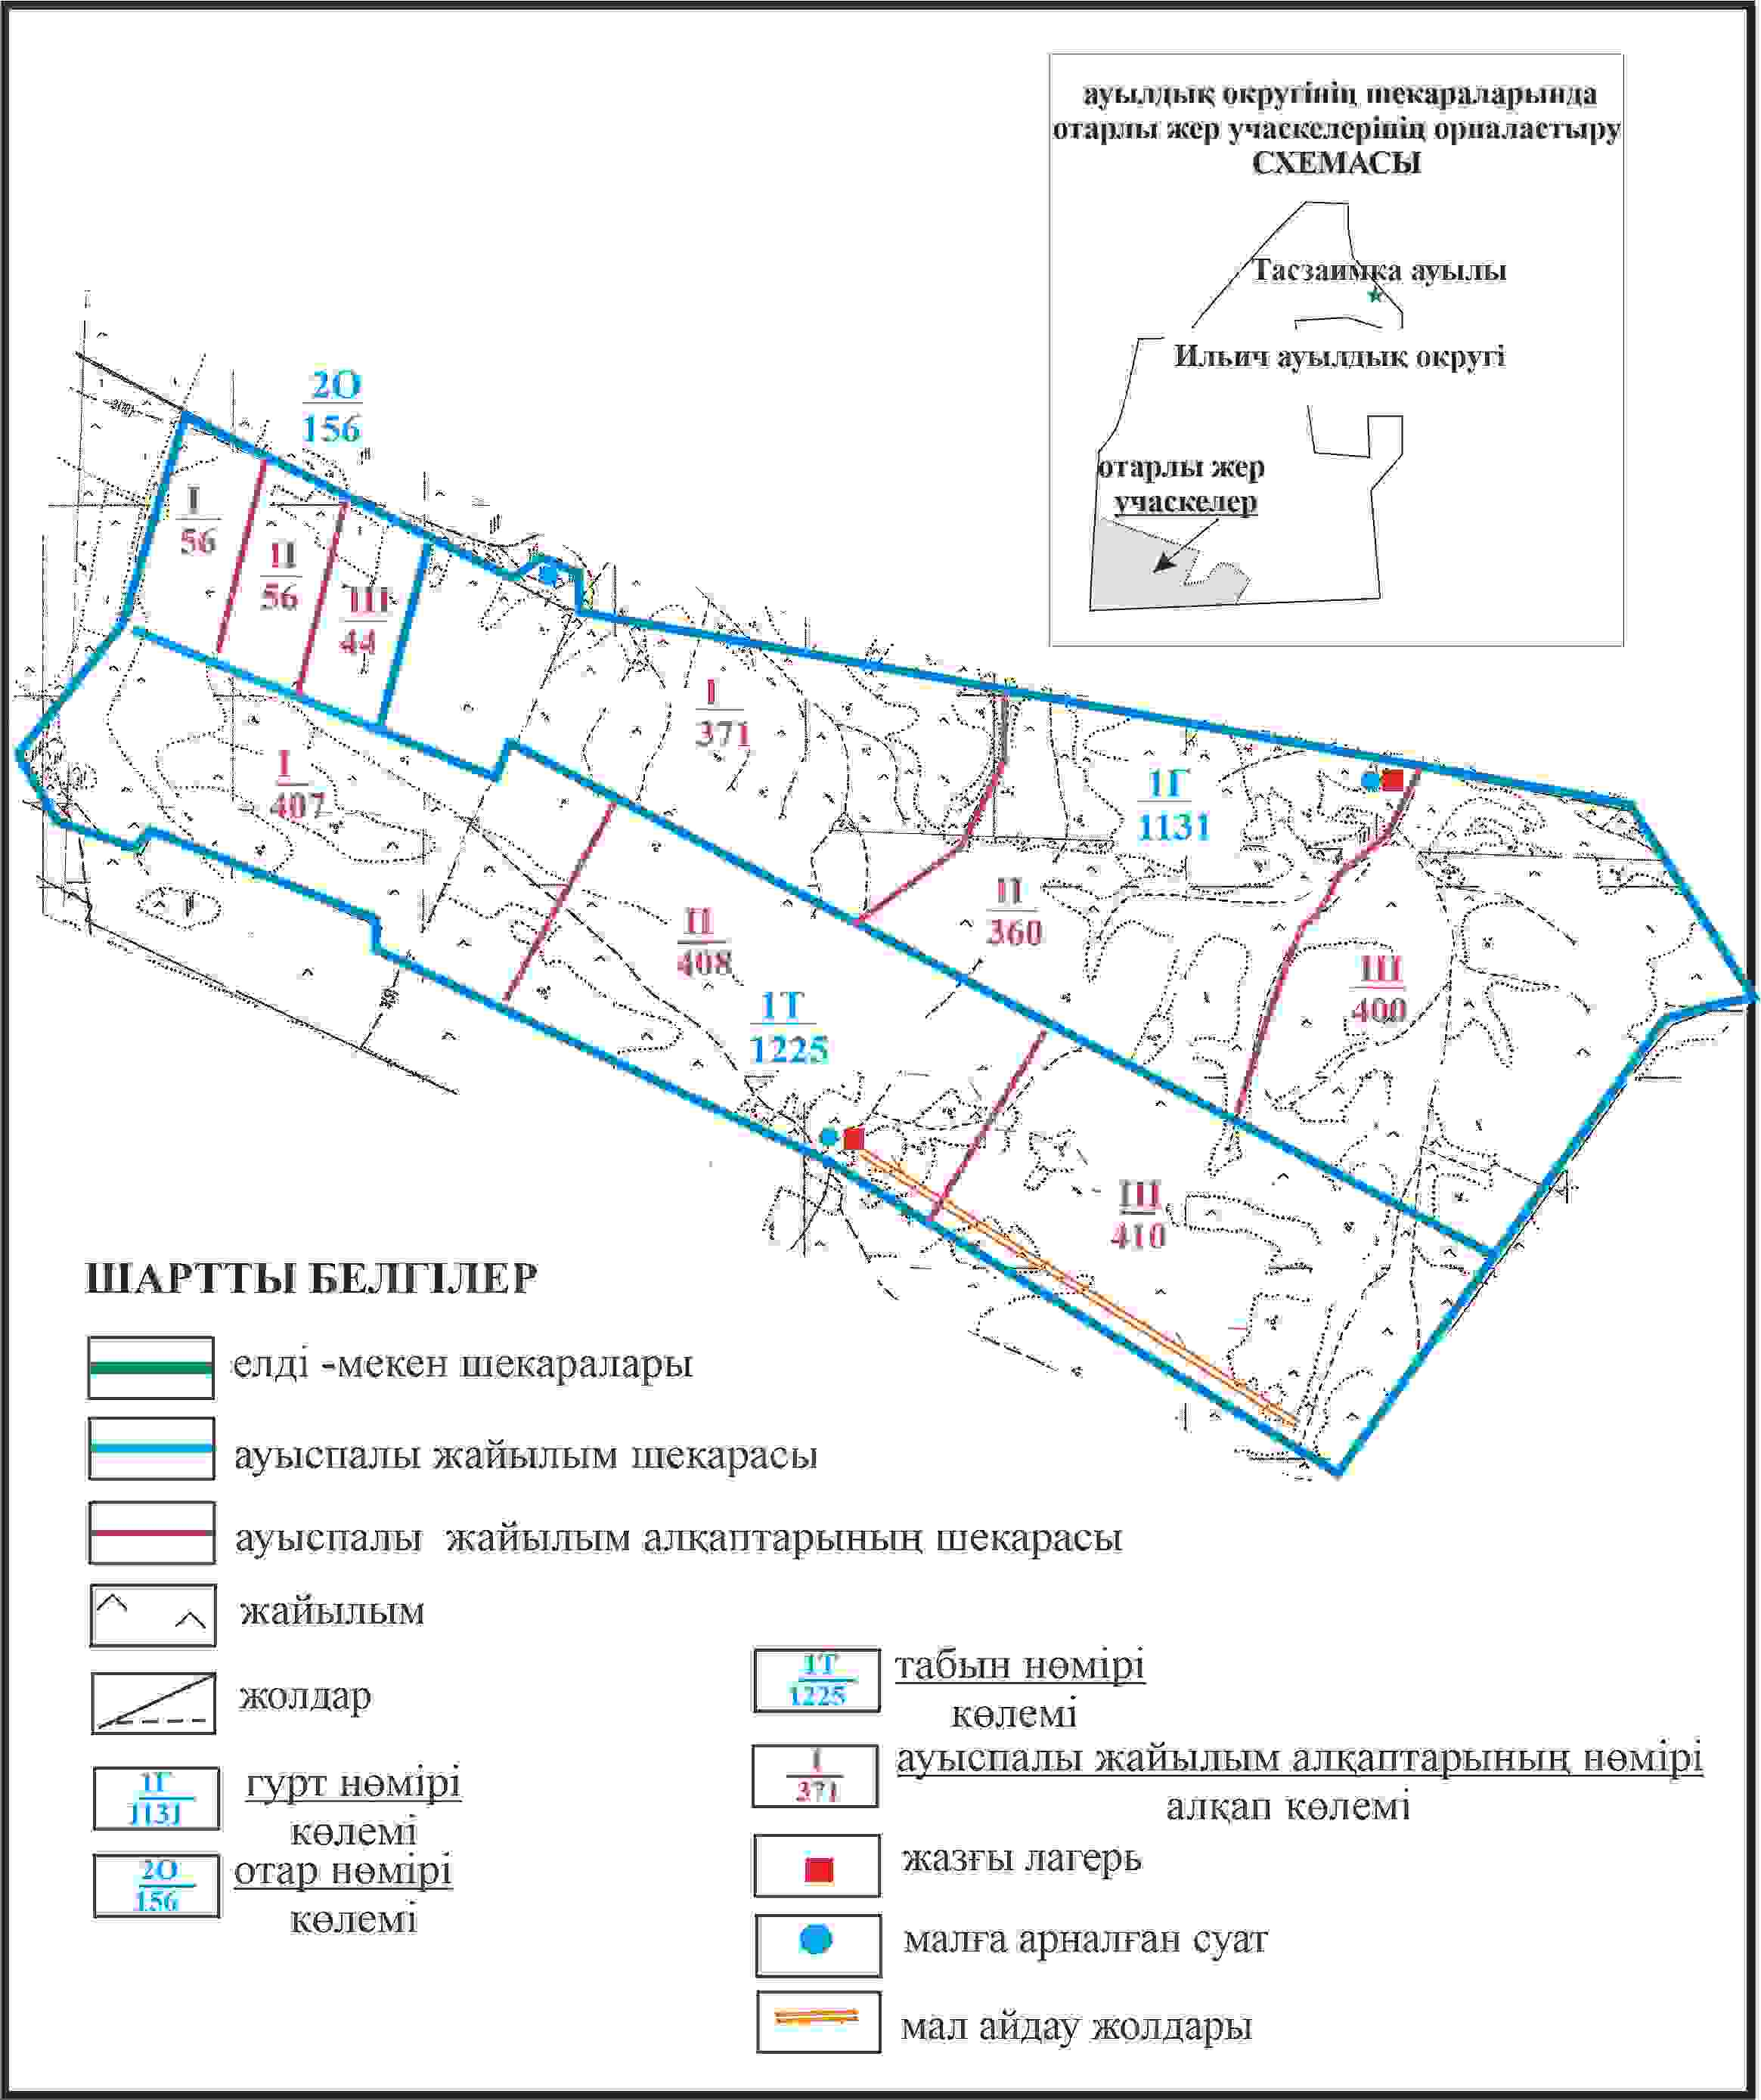 ауылдық округінің шекараларында
отарлы жер учаскелерінің орналастыру
СХЕМАСЫ
Тасзаимка ауылы
Ильич ауылдық округі
отарлы жер
учаскелер
2О
156
I
56
II
56
III
44
I
371
I
407
1Г
1131
II
360
II
408
III
400
1Т
1225
III
410
ШАРТТЫ БЕЛГІЛЕР
елді -мекен шекаралары
ауыспалы жайылым шекарасы
ауыспалы жайылым алқаптарының шекарасы
жайылым
жолдар
1Г
1131
гурт нөмірі
көлемі
2О
156
отар нөмірі
көлемі
1Т
1225
табын нөмірі
көлемі
I
371
ауыспалы жайылым алқаптарының нөмірі
алқап көлемі
жазғы лагерь
малға арналған суат
мал айдау жолдары